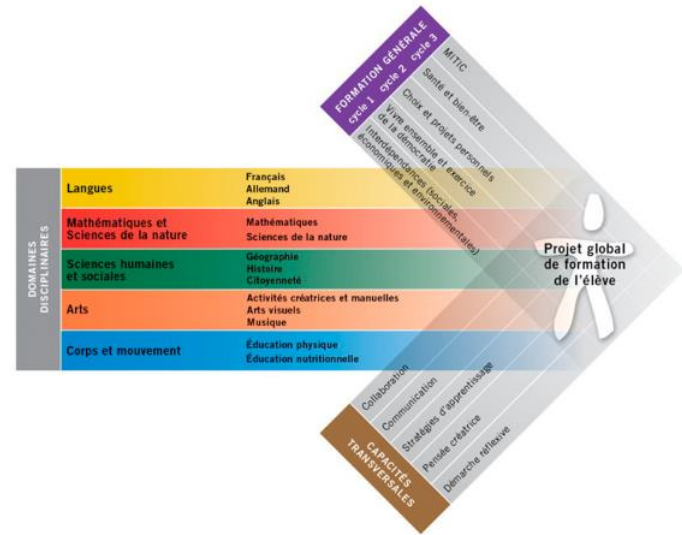 FORMATION GÉNÉRALE
cycle 1 cycle 2 cycle 3
MITIC
Santé et bien-être
Choix et projets personnels
Vivre ensemble et exercice
de la démocratie
Interdépendances (sociales,
économiques et environnementales)
DOMAINES
DISCIPLINAIRES
Langues
Français
Allemand
Anglais
Mathématiques et
Sciences de la nature
Mathématiques
Sciences de la nature
Sciences humaines
et sociales
Géographie
Histoire
Citoyenneté
Arts
Activités créatrices et manuelles
Arts visuels
Musique
Corps et mouvement
Éducation physique
Éducation nutritionnelle
Projet global
de formation
de l'élève
Collaboration
Communication
Stratégies d'apprentissage
Pensée créatrice
Démarche réflexive
CAPACITÉS
TRANSVERSALES